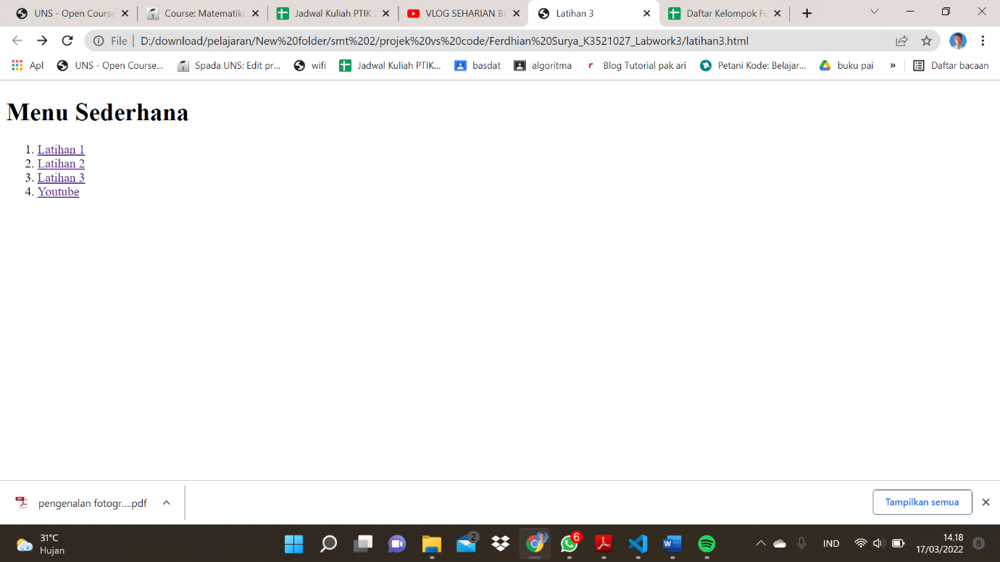 UNS - Open Course
Course: Matematika
Jadwal Kuliah PTIK
VLOG SEHARIAN BE
Latihan 3
Daftar Kelompok Fo
File
D:/download/pelajaran/New%20folder/smt%202/projek%20vs%20code/Ferdhian%20Surya_K3521027_Labwork3/latihan3.html
Apl
UNS - Open Course...
Spada UNS: Edit pr...
wifi
Jadwal Kuliah PTIK...
basdat
algoritma
Blog Tutorial pak ari
Petani Kode: Belajar...
buku pai
»
Daftar bacaan
Menu Sederhana
1. Latihan 1
2. Latihan 2
3. Latihan 3
4. Youtube
pengenalan fotogr....pdf
Tampilkan semua
31°C
Hujan
2
6
IND
14.18
17/03/2022
8